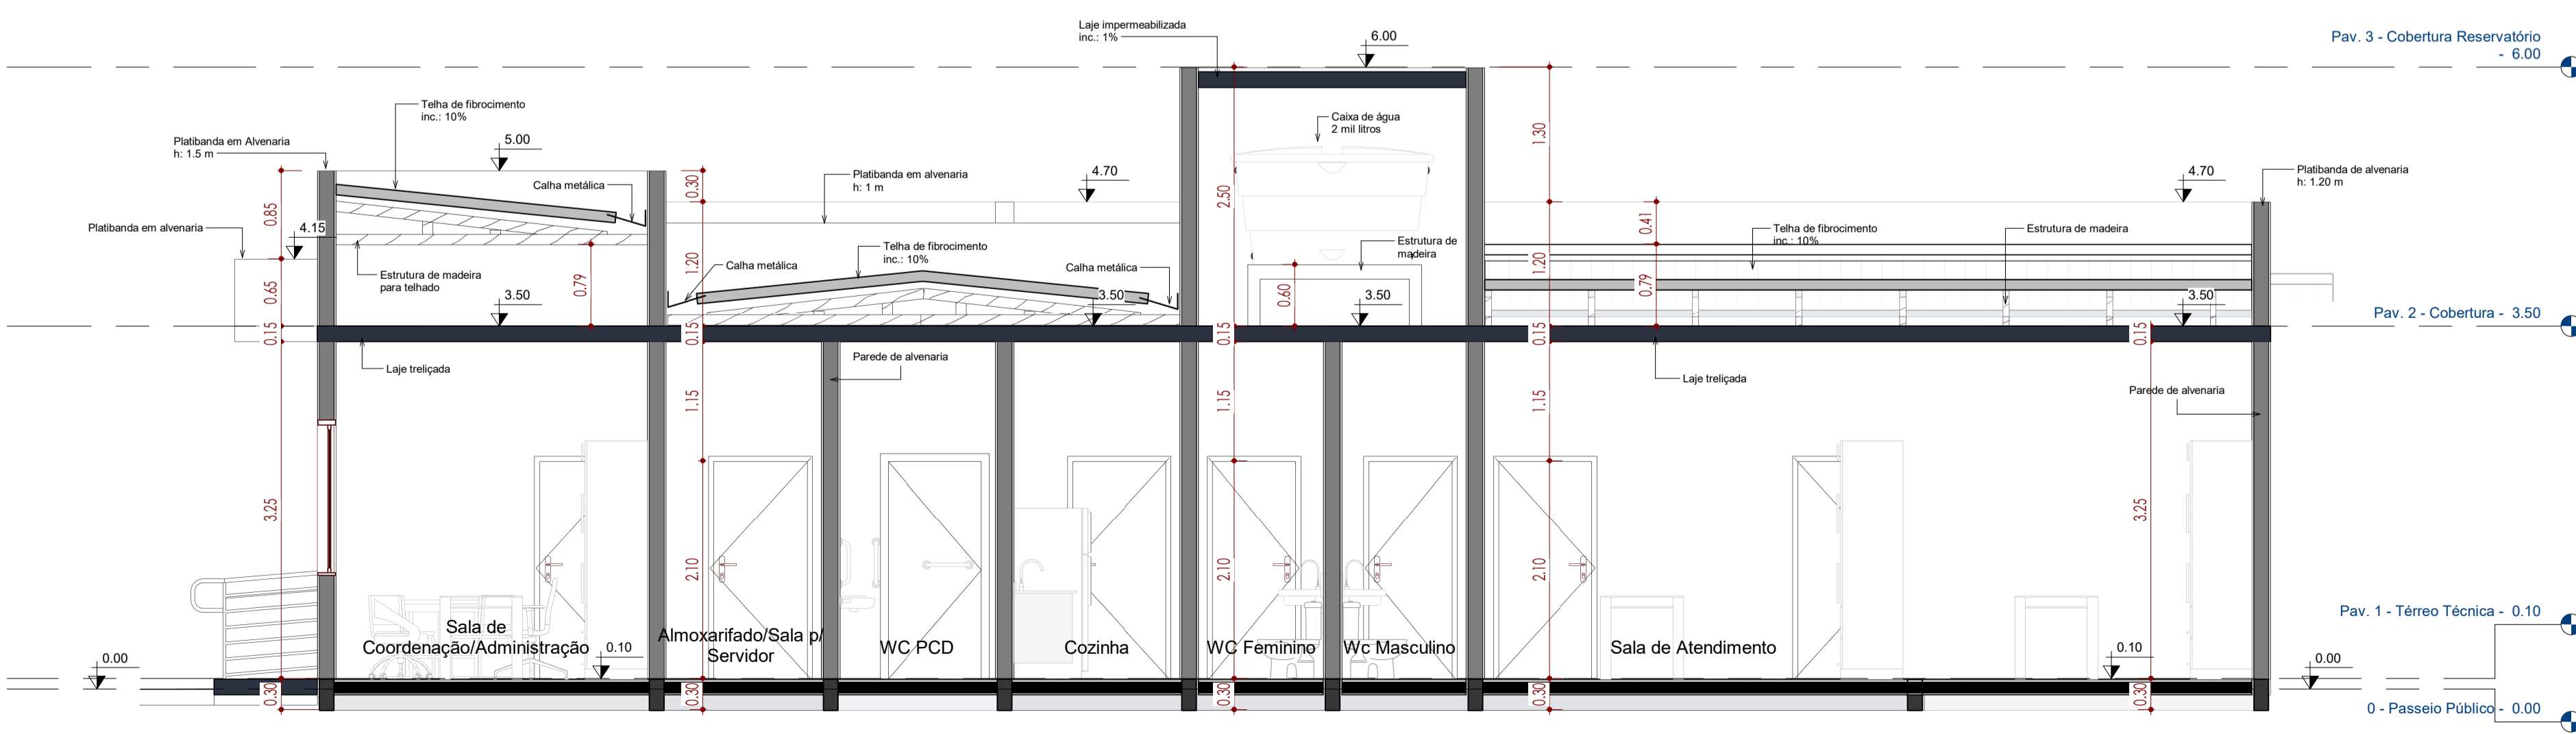 Laje impermeabilizada
inc.: 1%
6.00
Pav. 3 - Cobertura Reservatório
- 6.00
Telha de fibrocimento
inc.: 10%
Caixa de água
2 mil litros
1.30
Platibanda em Alvenaria
h: 1.5 m
5.00
Calha metálica
Platibanda em alvenaria
h: 1 m
4.70
4.70
Platibanda de alvenaria
h: 1.20 m
0.30
2.50
0.85
0.41
Platibanda em alvenaria
4.15
Telha de fibrocimento
inc.: 10%
Estrutura de
madeira
Telha de fibrocimento
inc.: 10%
Estrutura de madeira
Calha metálica
Calha metálica
1.20
1.20
Estrutura de madeira
para telhado
0.79
0.79
0.65
0.60
3.50
3.50
3.50
3.50
Pav. 2 - Cobertura - 3.50
0.15
0.15
0.15
0.15
0.15
Laje treliçada
Parede de alvenaria
Laje treliçada
Parede de alvenaria
1.15
1.15
1.15
3.25
3.25
2.10
2.10
2.10
Pav. 1 - Térreo Técnica - 0.10
Sala de
Coordenação/Administração
0.10
Almoxarifado/Sala p/
Servidor
WC PCD
Cozinha
WC Feminino
Wc Masculino
Sala de Atendimento
0.10
0.00
0.00
0.30
0.30
0.30
0.30
0.30
0 - Passeio Público - 0.00